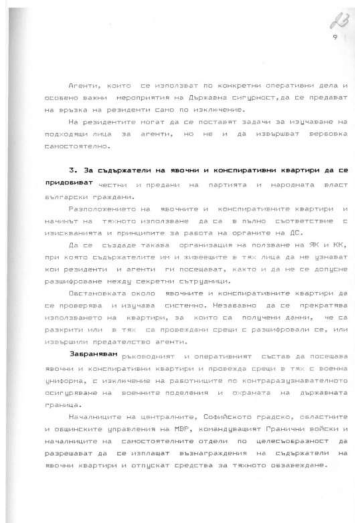 9
Агенти, които се използват по конкретни оперативни дела и
особено важни мероприятия на Държавна сигурност, да се предават
на връзка на резиденти само по изключение.
На резидентите могат да се поставят задачи за изучаване на
подходящи лица за агенти, но не и да извършват вербовка
самостоятелно.
3. За съдържатели на явочни и конспиративни квартири да се
придобиват честни и предани на партията и народната власт
български граждани.
Разположението на явочните и конспиративните квартири и
начинът на тяхното използване да са в пълно съответствие с
изискванията и принципите за работа на органите на ДС.
Да се създаде такава организация на ползване на ЯК и КК,
при която съдържателите им и живеещите в тях лица да не узнават
кои резиденти и агенти ги посещават, както и да не се допусне
разшифроване между секретни сътрудници.
Обстановката около явочните и конспиративните квартири да
се проверява и изучава системно. Незабавно да се прекратява
използването на квартири, за които са получени данни, че са
разкрити или в тях са провеждани срещи с разшифровали се, или
извършили предателство агенти.
Забранявам ръководният и оперативният състав да посещава
явочни и конспиративни квартири и провежда срещи в тях с военна
униформа, с изключение на работниците по контраразузнавателното
осигуряване на военните поделения и охраната на държавната
граница.
Началниците на централните, Софийското градско, областните
и общинските управления на МВР, командуващият Гранични войски и
началниците на самостоятелните отдели по целесъобразност да
разрешават да се изплащат възнаграждения на съдържатели на
явочни квартири и отпускат средства за тяхното обзавеждане.